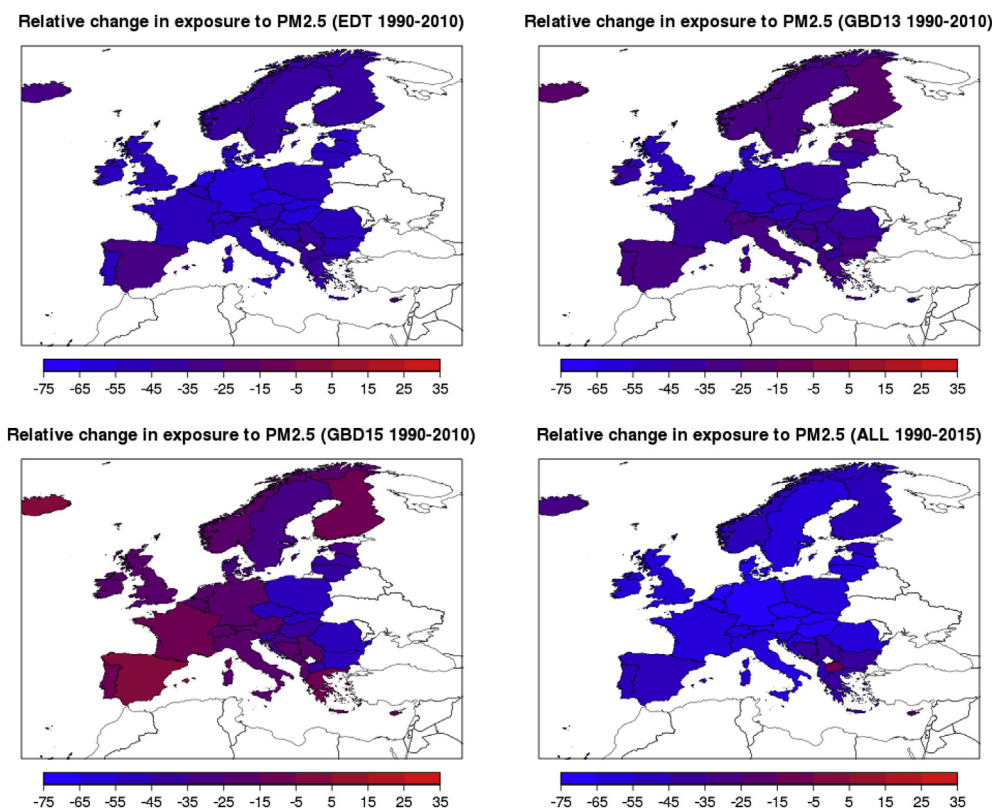 Relative change in exposure to PM2.5 (EDT 1990-2010)
Relative change in exposure to PM2.5 (GBD13 1990-2010)
-75 -65 -55 -45 -35 -25 -15 -5 5 15 25 35
-75 -65 -55 -45 -35 -25 -15 -5 5 15 25 35
Relative change in exposure to PM2.5 (GBD15 1990-2010)
Relative change in exposure to PM2.5 (ALL 1990-2015)
-75 -65 -55 -45 -35 -25 -15 -5 5 15 25 35
-75 -65 -55 -45 -35 -25 -15 -5 5 15 25 35